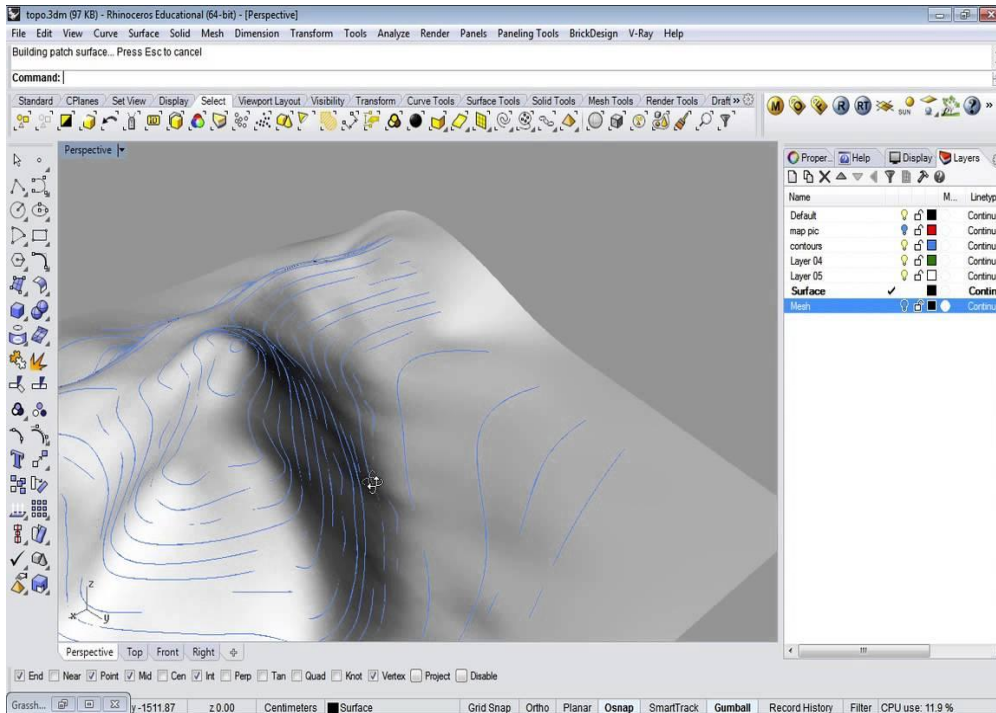 topo.3dm (97 KB) - Rhinoceros Educational (64-bit) - [Perspective]
File Edit View Curve Surface Solid Mesh Dimension Transform Tools Analyze Render Panels Paneling Tools BrickDesign V-Ray Help
Building patch surface... Press Esc to cancel
Command:
Standard CPlanes Set View Display Select Viewport Layout Visibility Transform Curve Tools Surface Tools Solid Tools Mesh Tools Render Tools Draft »
M R RT SUN »
Perspective
Proper... Help Display Layers
Name M... Linetyp
Default Continu
map pic Continu
contours Continu
Layer 04 Continu
Layer 05 Continu
Surface Contin
Mesh Continu
z
x y
Perspective Top Front Right
End Near Point Mid Cen Int Perp Tan Quad Knot Vertex Project Disable
Grassh... y -1511.87 z 0.00 Centimeters Surface Grid Snap Ortho Planar Osnap SmartTrack Gumball Record History Filter CPU use: 11.9 %